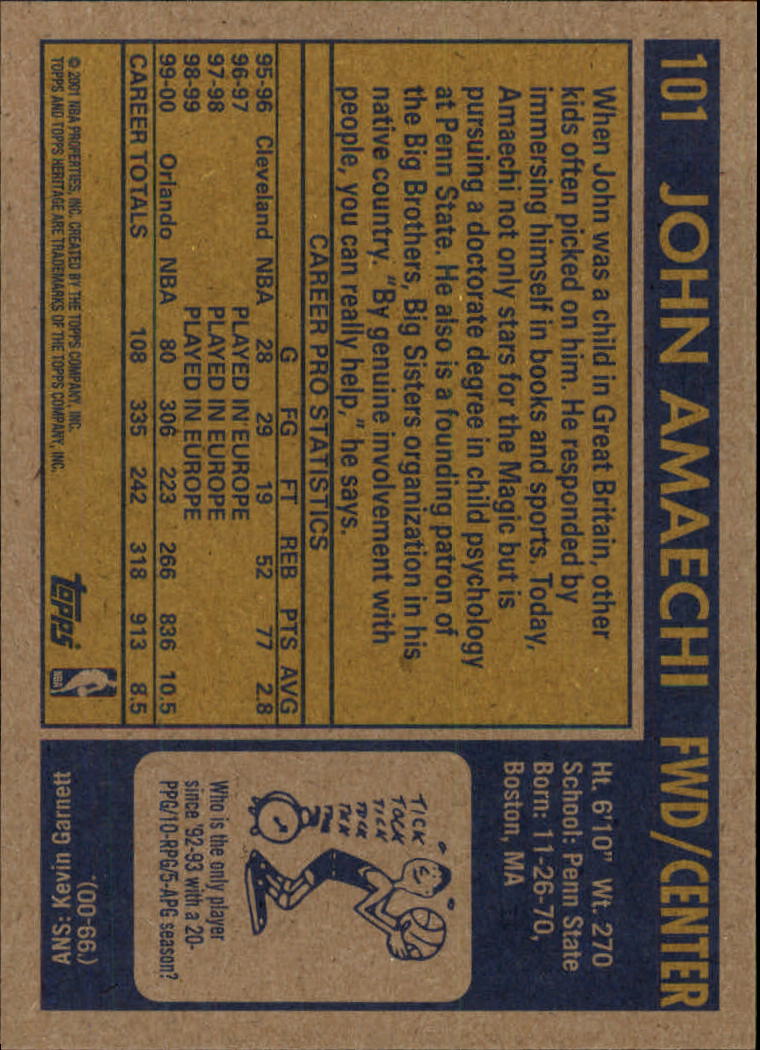 101 JOHN AMAECHI FWD/CENTER
When John was a child in Great Britain, other
kids often picked on him. He responded by
immersing himself in books and sports. Today,
Amaechi not only stars for the Magic but is
pursuing a doctorate degree in child psychology
at Penn State. He also is a founding patron of
the Big Brothers, Big Sisters organization in his
native country. "By genuine involvement with
people, you can really help," he says.
CAREER PRO STATISTICS
G FG FT REB PTS AVG
95-96 Cleveland NBA 28 29 19 52 77 2.8
96-97 PLAYED IN EUROPE
97-98 PLAYED IN EUROPE
98-99 PLAYED IN EUROPE
99-00 Orlando NBA 80 306 223 266 836 10.5
CAREER TOTALS 108 335 242 318 913 8.5
© 2001 NBA PROPERTIES, INC. CREATED BY THE TOPPS COMPANY, INC.
TOPPS AND TOPPS HERITAGE ARE TRADEMARKS OF THE TOPPS COMPANY, INC.
Topps
NBA
Ht. 6'10" Wt. 270
School: Penn State
Born: 11-26-70,
Boston, MA
TICK
TOCK
TICK
TOCK
TICK
TOCK
Who is the only player
since '92-93 with a 20-
PPG/10-RPG/5-APG season?
ANS: Kevin Garnett
('99-00).